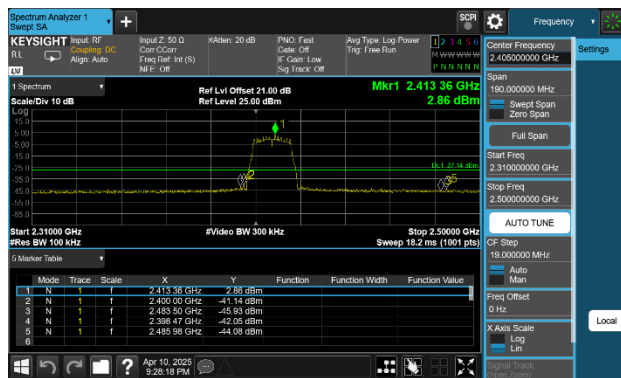 Spectrum Analyzer 1
Swept SA
+
SCPI
Frequency
KEYSIGHT
RL
LXI
Input: RF
Coupling: DC
Align: Auto
Input Z: 50 Ω
Corr CCorr
Freq Ref: Int (S)
NFE: Off
#Atten: 20 dB
PNO: Fast
Gate: Off
IF Gain: Low
Sig Track: Off
Avg Type: Log Power
Trig: Free Run
1 2 3 4 5 6
M W W W W W
P N N N N N
1 Spectrum
Scale/Div 10 dB
Ref Lvl Offset 21.00 dB
Ref Level 25.00 dBm
Mkr1 2.413 36 GHz
2.86 dBm
Log
15.0
5.00
-5.00
-15.0
-25.0
-35.0
-45.0
-55.0
-65.0
1
DL1 -27.14 dBm
2
5
Start 2.31000 GHz
#Res BW 100 kHz
#Video BW 300 kHz
Stop 2.50000 GHz
Sweep 18.2 ms (1001 pts)
5 Marker Table
Mode Trace Scale X Y Function Function Width Function Value
1 N 1 f 2.413 36 GHz 2.86 dBm
2 N 1 f 2.400 00 GHz -41.14 dBm
3 N 1 f 2.483 50 GHz -45.93 dBm
4 N 1 f 2.398 47 GHz -42.05 dBm
5 N 1 f 2.485 98 GHz -44.08 dBm
6
?
Apr 10, 2025
9:28:18 PM
Center Frequency
2.405000000 GHz
Settings
Span
190.000000 MHz
Swept Span
Zero Span
Full Span
Start Freq
2.310000000 GHz
Stop Freq
2.500000000 GHz
AUTO TUNE
CF Step
19.000000 MHz
Auto
Man
Freq Offset
0 Hz
Local
X Axis Scale
Log
Lin
Signal Track
(Span Zoom)